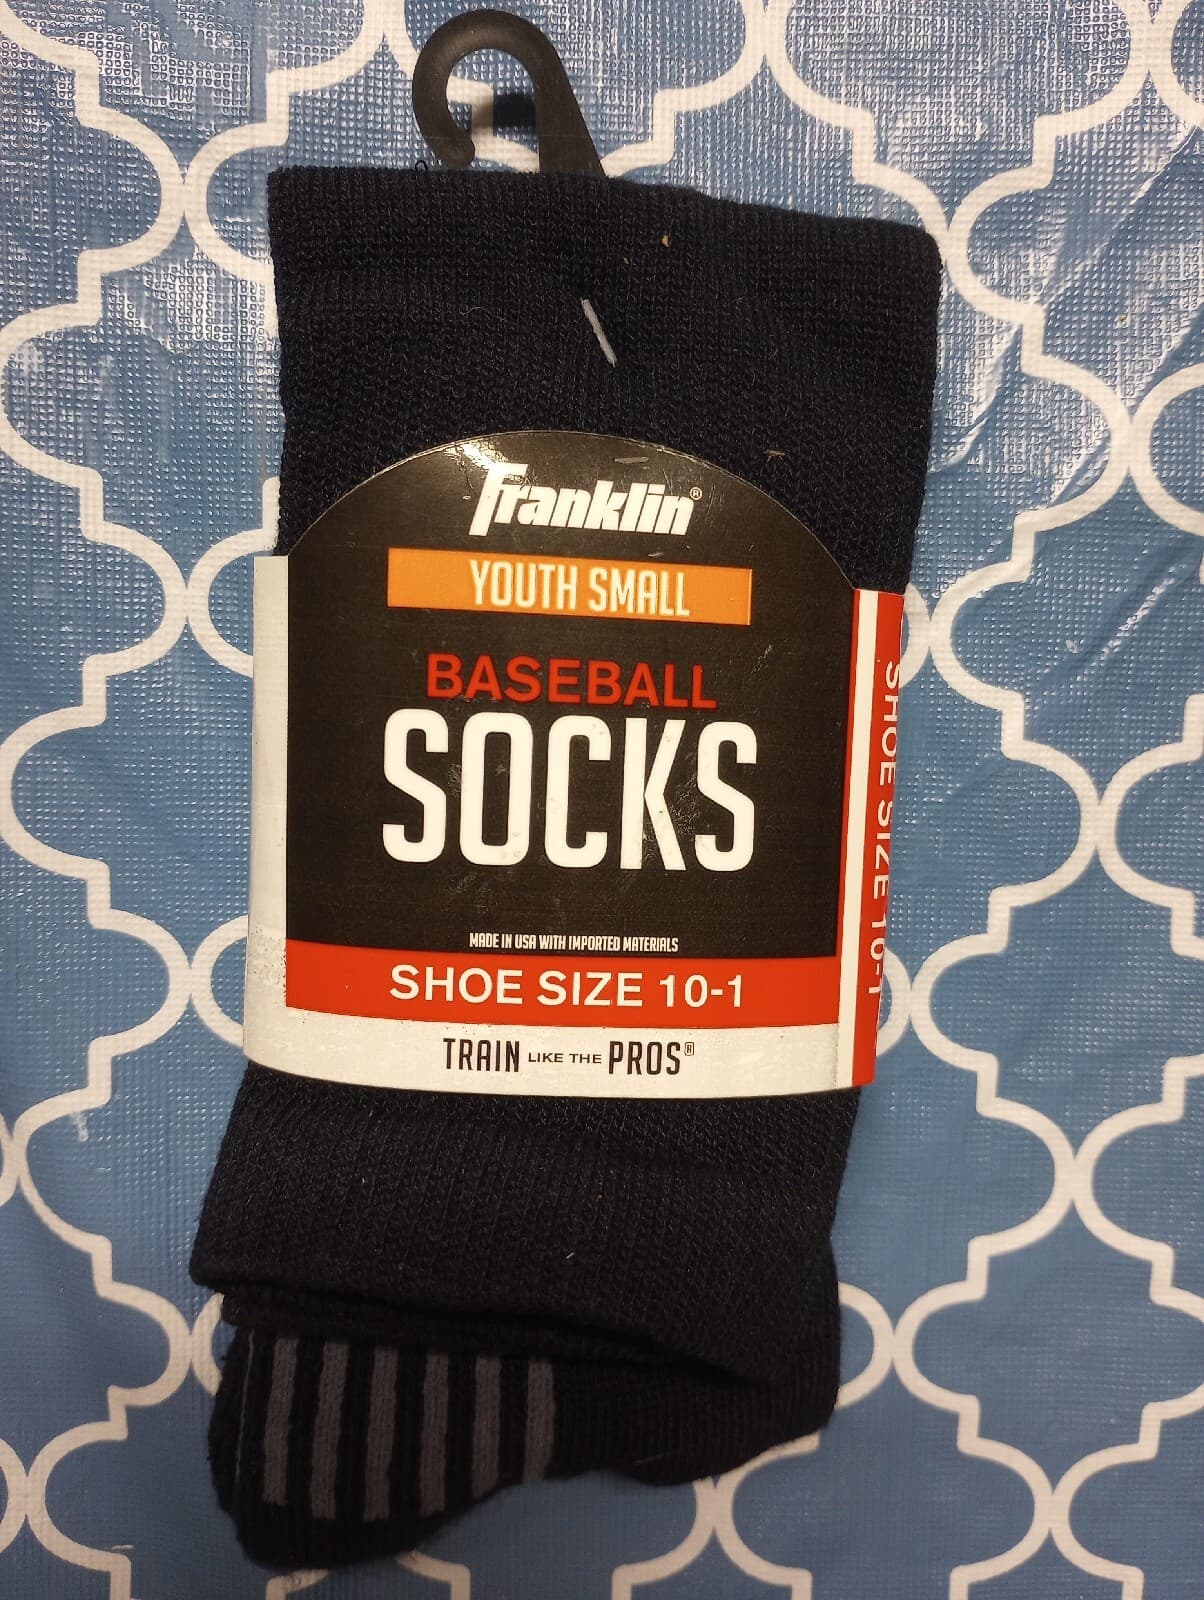 Franklin®
YOUTH SMALL
BASEBALL
SOCKS
MADE IN USA WITH IMPORTED MATERIALS
SHOE SIZE 10-1
TRAIN LIKE THE PROS®
SHOE SIZE 10-1